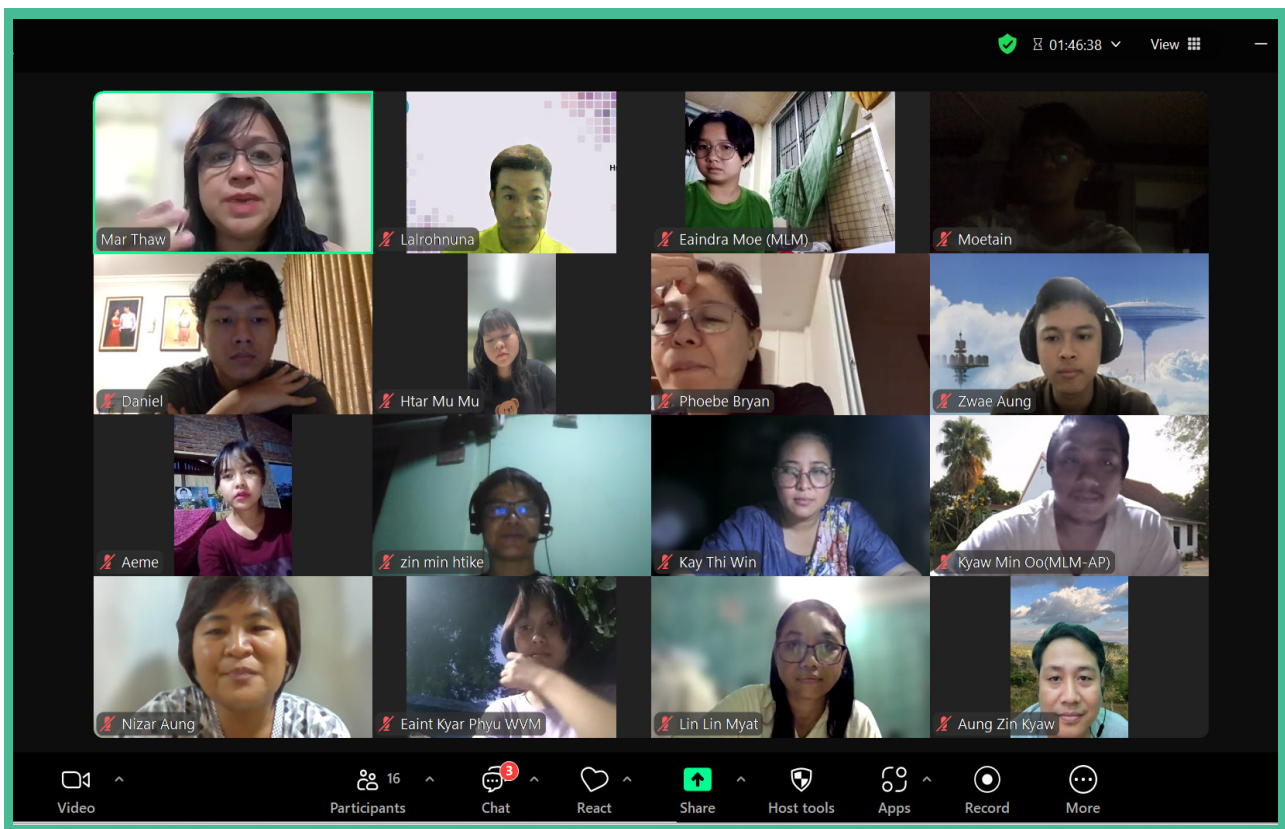 01:46:38
View
Mar Thaw
Lalrohnuna
Eaindra Moe (MLM)
Moetain
Daniel
Htar Mu Mu
Phoebe Bryan
Zwae Aung
Aeme
zin min htike
Kay Thi Win
Kyaw Min Oo(MLM-AP)
Nizar Aung
Eaint Kyar Phyu WVM
Lin Lin Myat
Aung Zin Kyaw
16
3
Video
Participants
Chat
React
Share
Host tools
Apps
Record
More